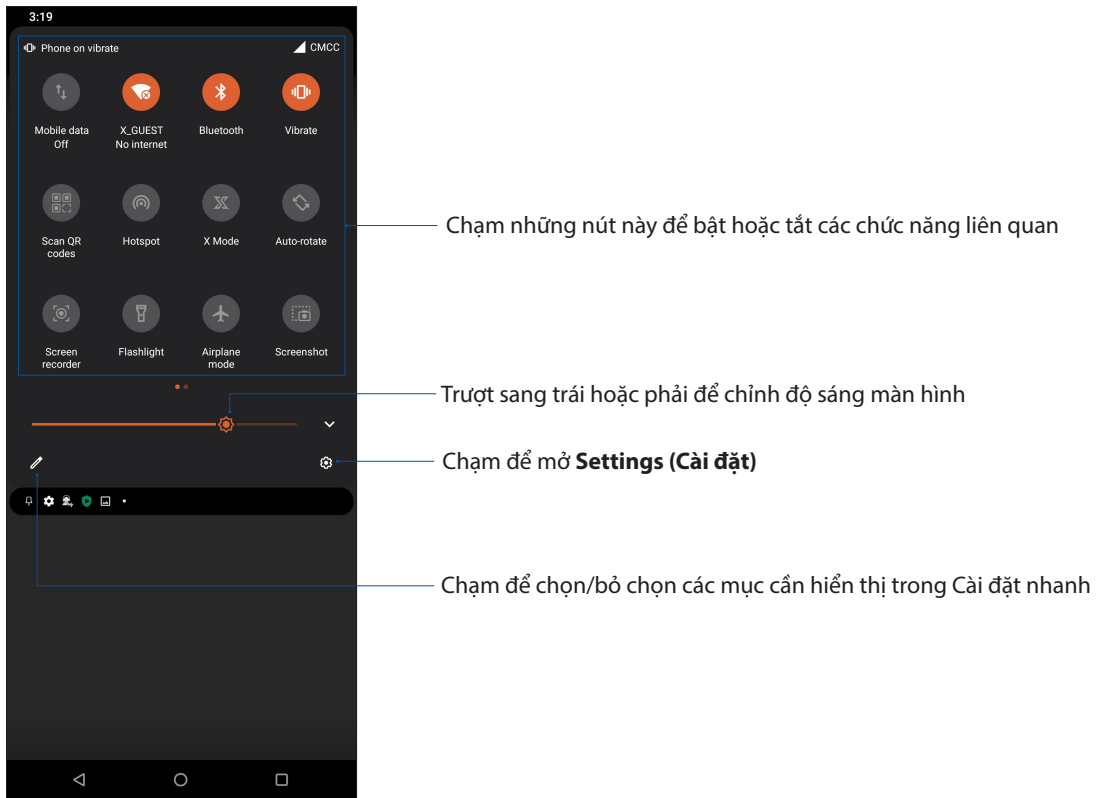 3:19
Phone on vibrate CMCC
Mobile data X_GUEST Bluetooth Vibrate
Off No internet
Scan QR Hotspot X Mode Auto-rotate
codes
Chạm những nút này để bật hoặc tắt các chức năng liên quan
Screen Flashlight Airplane Screenshot
recorder mode
Trượt sang trái hoặc phải để chỉnh độ sáng màn hình
Chạm để mở Settings (Cài đặt)
Chạm để chọn/bỏ chọn các mục cần hiển thị trong Cài đặt nhanh